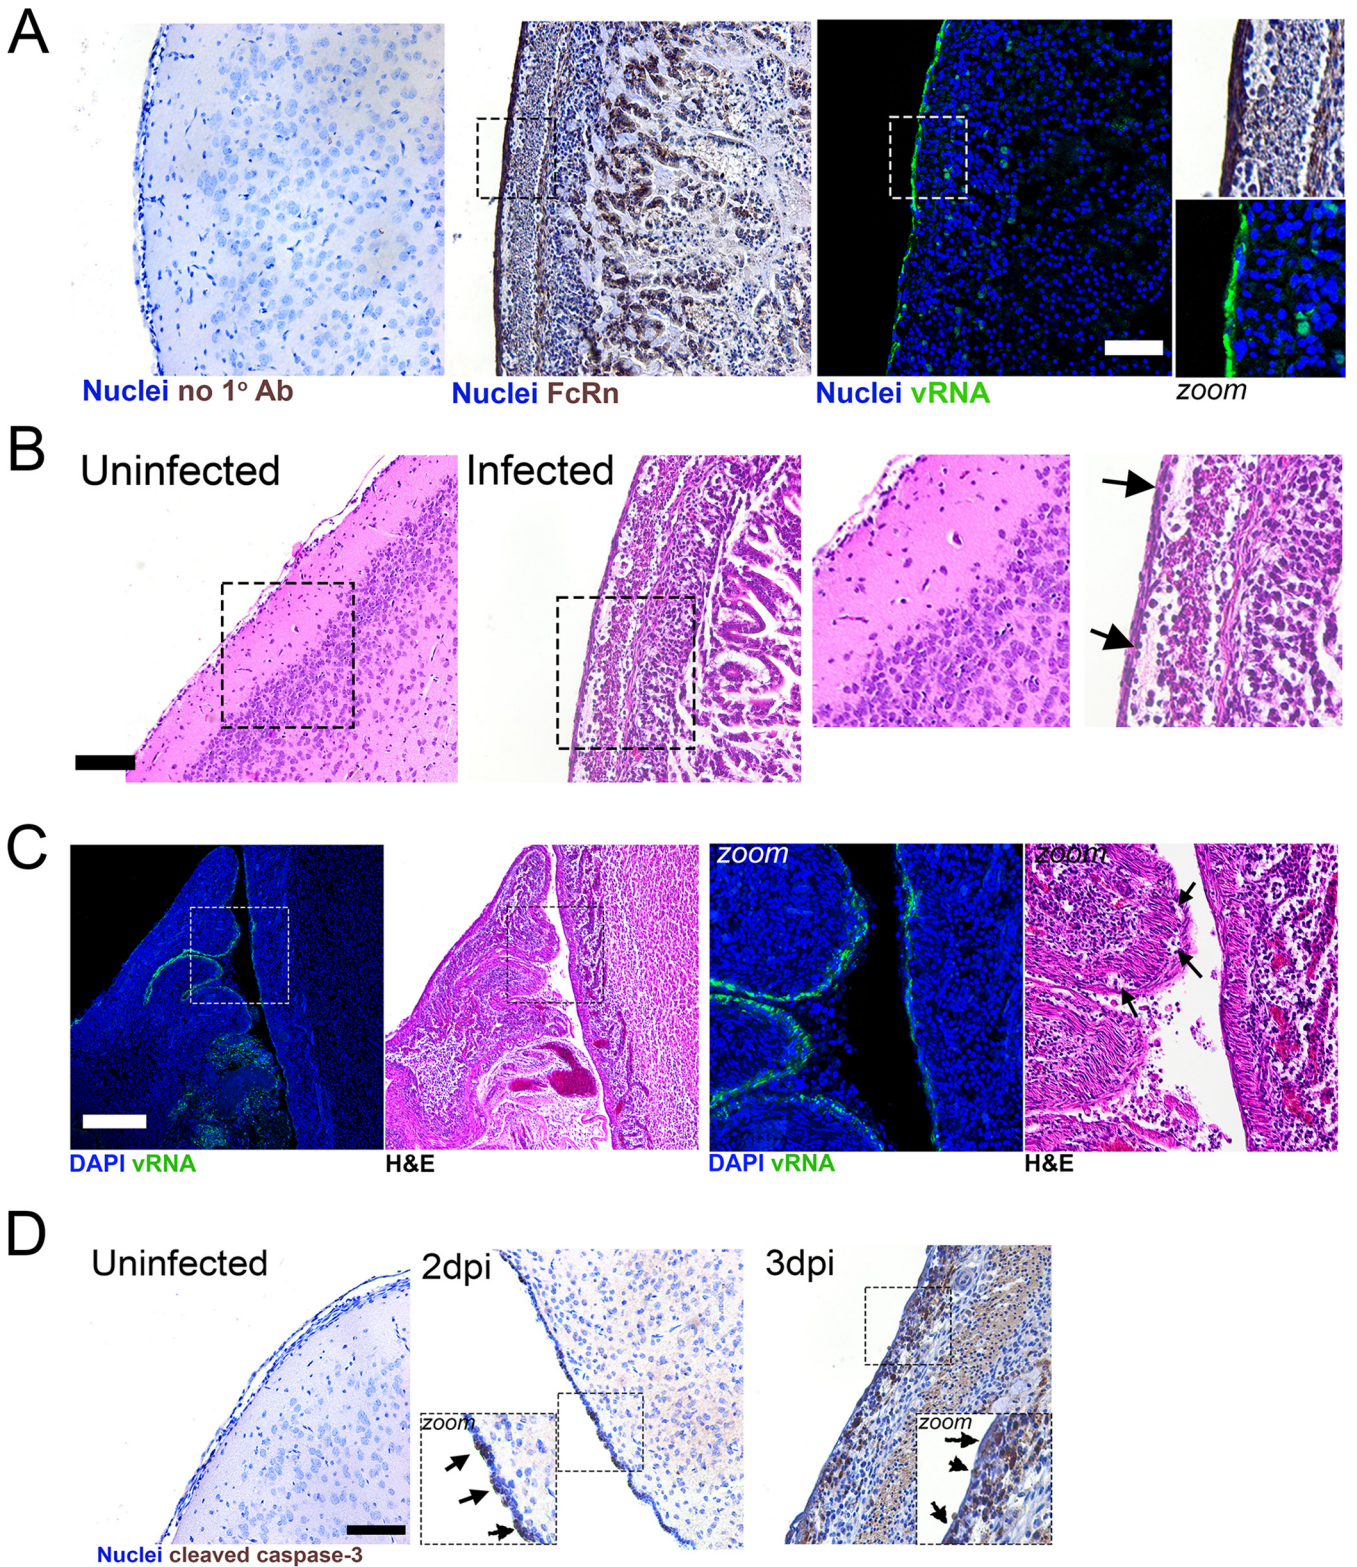 A
Nuclei no 1º Ab
Nuclei FcRn
Nuclei vRNA
zoom
B
Uninfected
Infected
C
zoom
zoom
DAPI vRNA
H&E
DAPI vRNA
H&E
D
Uninfected
2dpi
3dpi
zoom
zoom
Nuclei cleaved caspase-3